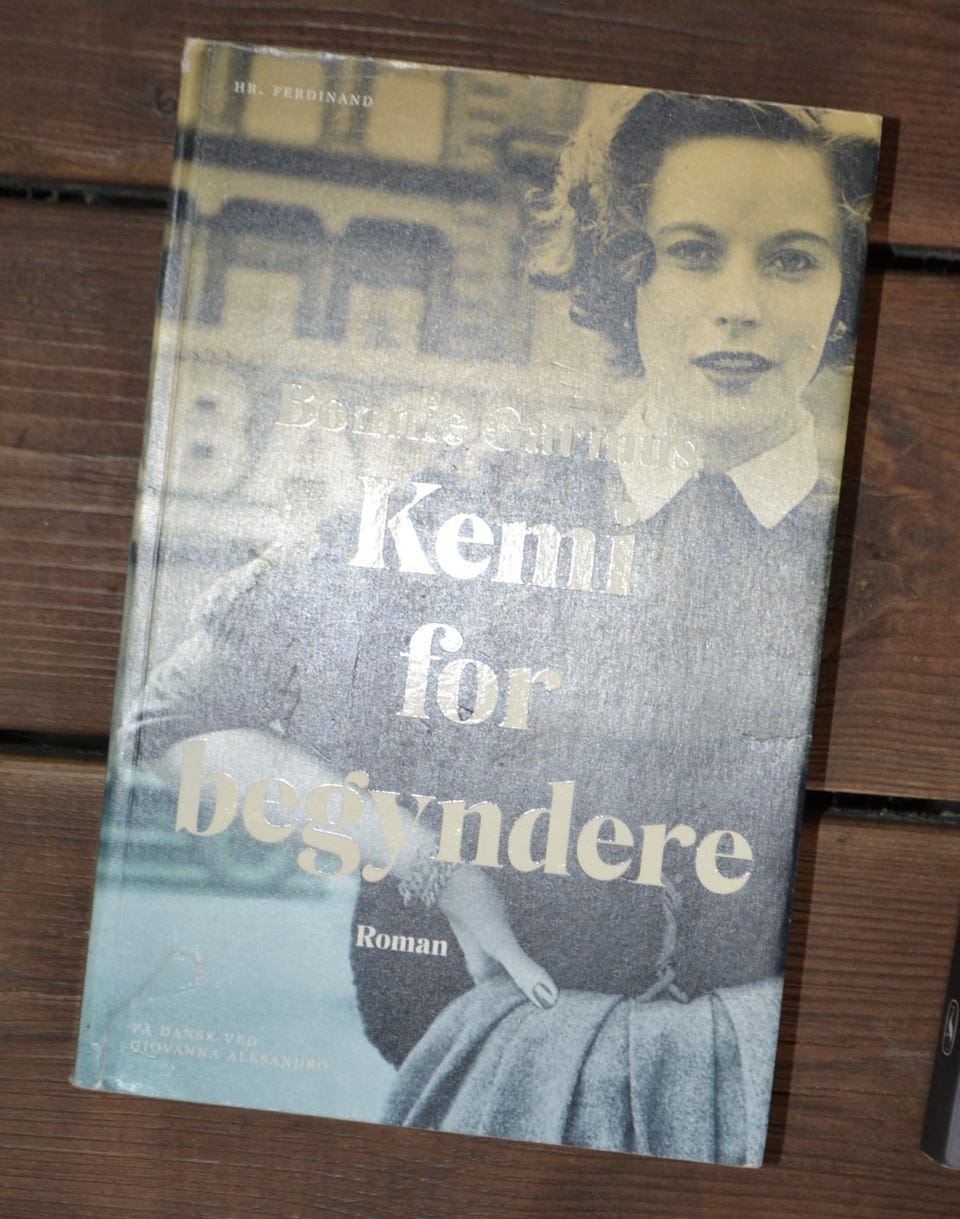 HR. FERDINAND
Bonnie Garmus
Kemi
for
begyndere
Roman
PÅ DANSK VED
GIOVANNA ALESANDRO